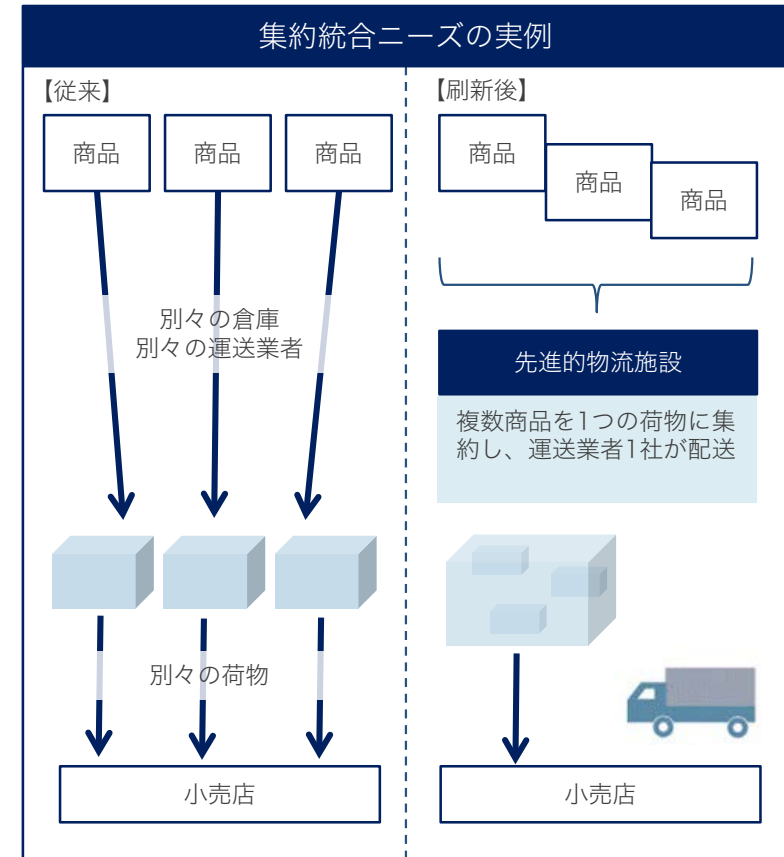 集約統合ニーズの実例
【従来】
商品
商品
商品
別々の倉庫
別々の運送業者
別々の荷物
小売店
【刷新後】
商品
商品
商品
先進的物流施設
複数商品を1つの荷物に集
約し、運送業者1社が配送
小売店